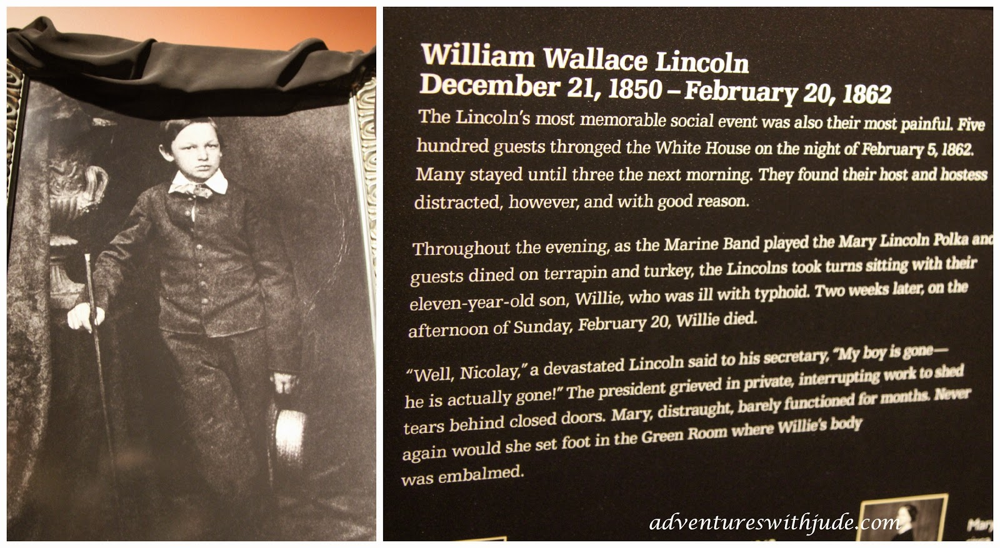 William Wallace Lincoln
December 21, 1850 – February 20, 1862
The Lincoln's most memorable social event was also their most painful. Five
hundred guests thronged the White House on the night of February 5, 1862.
Many stayed until three the next morning. They found their host and hostess
distracted, however, and with good reason.
Throughout the evening, as the Marine Band played the Mary Lincoln Polka and
guests dined on terrapin and turkey, the Lincolns took turns sitting with their
eleven-year-old son, Willie, who was ill with typhoid. Two weeks later, on the
afternoon of Sunday, February 20, Willie died.
“Well, Nicolay,” a devastated Lincoln said to his secretary, “My boy is gone—
he is actually gone!” The president grieved in private, interrupting work to shed
tears behind closed doors. Mary, distraught, barely functioned for months. Never
again would she set foot in the Green Room where Willie's body
was embalmed.
adventureswithjude.com
Mary